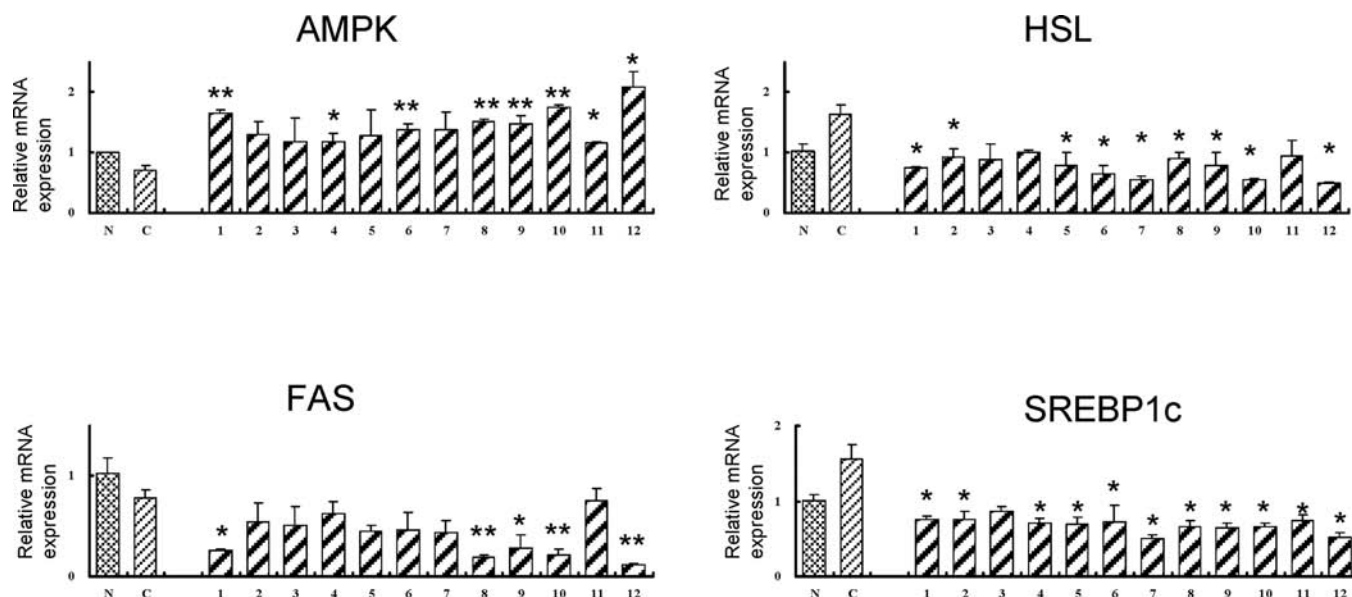 AMPK
Relative mRNA
expression
2
1
0
** * ** ** ** ** * *
N C 1 2 3 4 5 6 7 8 9 10 11 12
HSL
Relative mRNA
expression
2
1
0
* * * * * * * * *
N C 1 2 3 4 5 6 7 8 9 10 11 12
FAS
Relative mRNA
expression
1
0
* ** * ** **
N C 1 2 3 4 5 6 7 8 9 10 11 12
SREBP1c
Relative mRNA
expression
2
1
0
* * * * * * * * * * *
N C 1 2 3 4 5 6 7 8 9 10 11 12